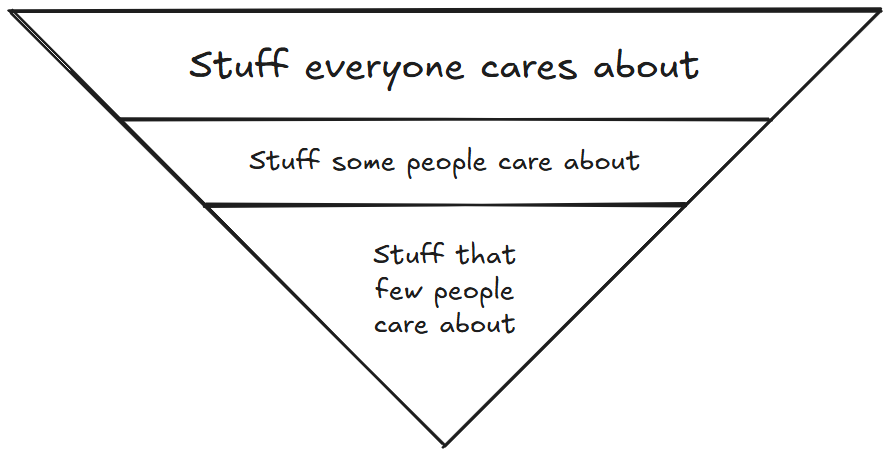 Stuff everyone cares about
Stuff some people care about
Stuff that
few people
care about